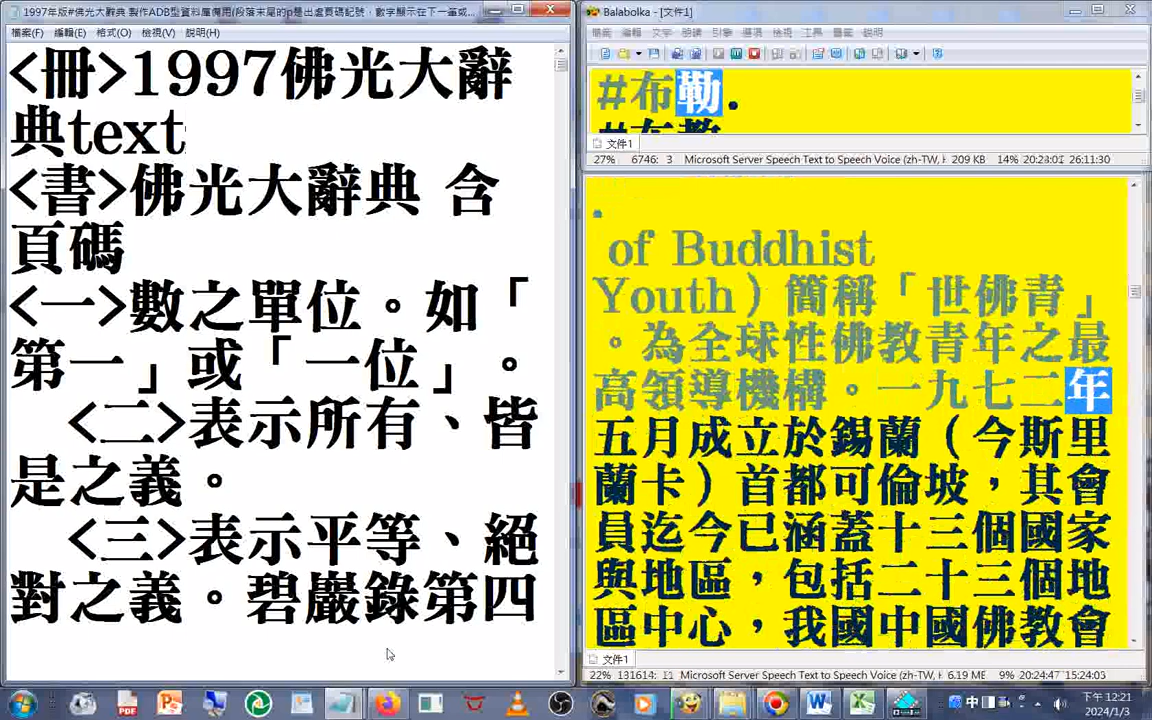 1997年版#佛光大辭典 製作ADB型資料庫備用(段落末尾的p是出處頁碼記號，數字顯示在下一筆或...
檔案(F) 編輯(E) 格式(O) 檢視(V) 說明(H)
<冊>1997佛光大辭
典text
<書>佛光大辭典 含
頁碼
<一>數之單位。如「
第一」或「一位」。
<二>表示所有、皆
是之義。
<三>表示平等、絕
對之義。碧巖錄第四
Balabolka - [文件1]
#布勒.
#布教
文件1
27% 6746: 3 Microsoft Server Speech Text to Speech Voice (zh-TW, H 209 KB 14% 20:23:01 26:11:30
.
of Buddhist
Youth）簡稱「世佛青」
。為全球性佛教青年之最
高領導機構。一九七二年
五月成立於錫蘭（今斯里
蘭卡）首都可倫坡，其會
員迄今已涵蓋十三個國家
與地區，包括二十三個地
區中心，我國中國佛教會
文件1
22% 131614: 11 Microsoft Server Speech Text to Speech Voice (zh-TW, H 6.19 ME 9% 20:24:47 15:24:05
PDF
中
下午 12:21
2024/1/3